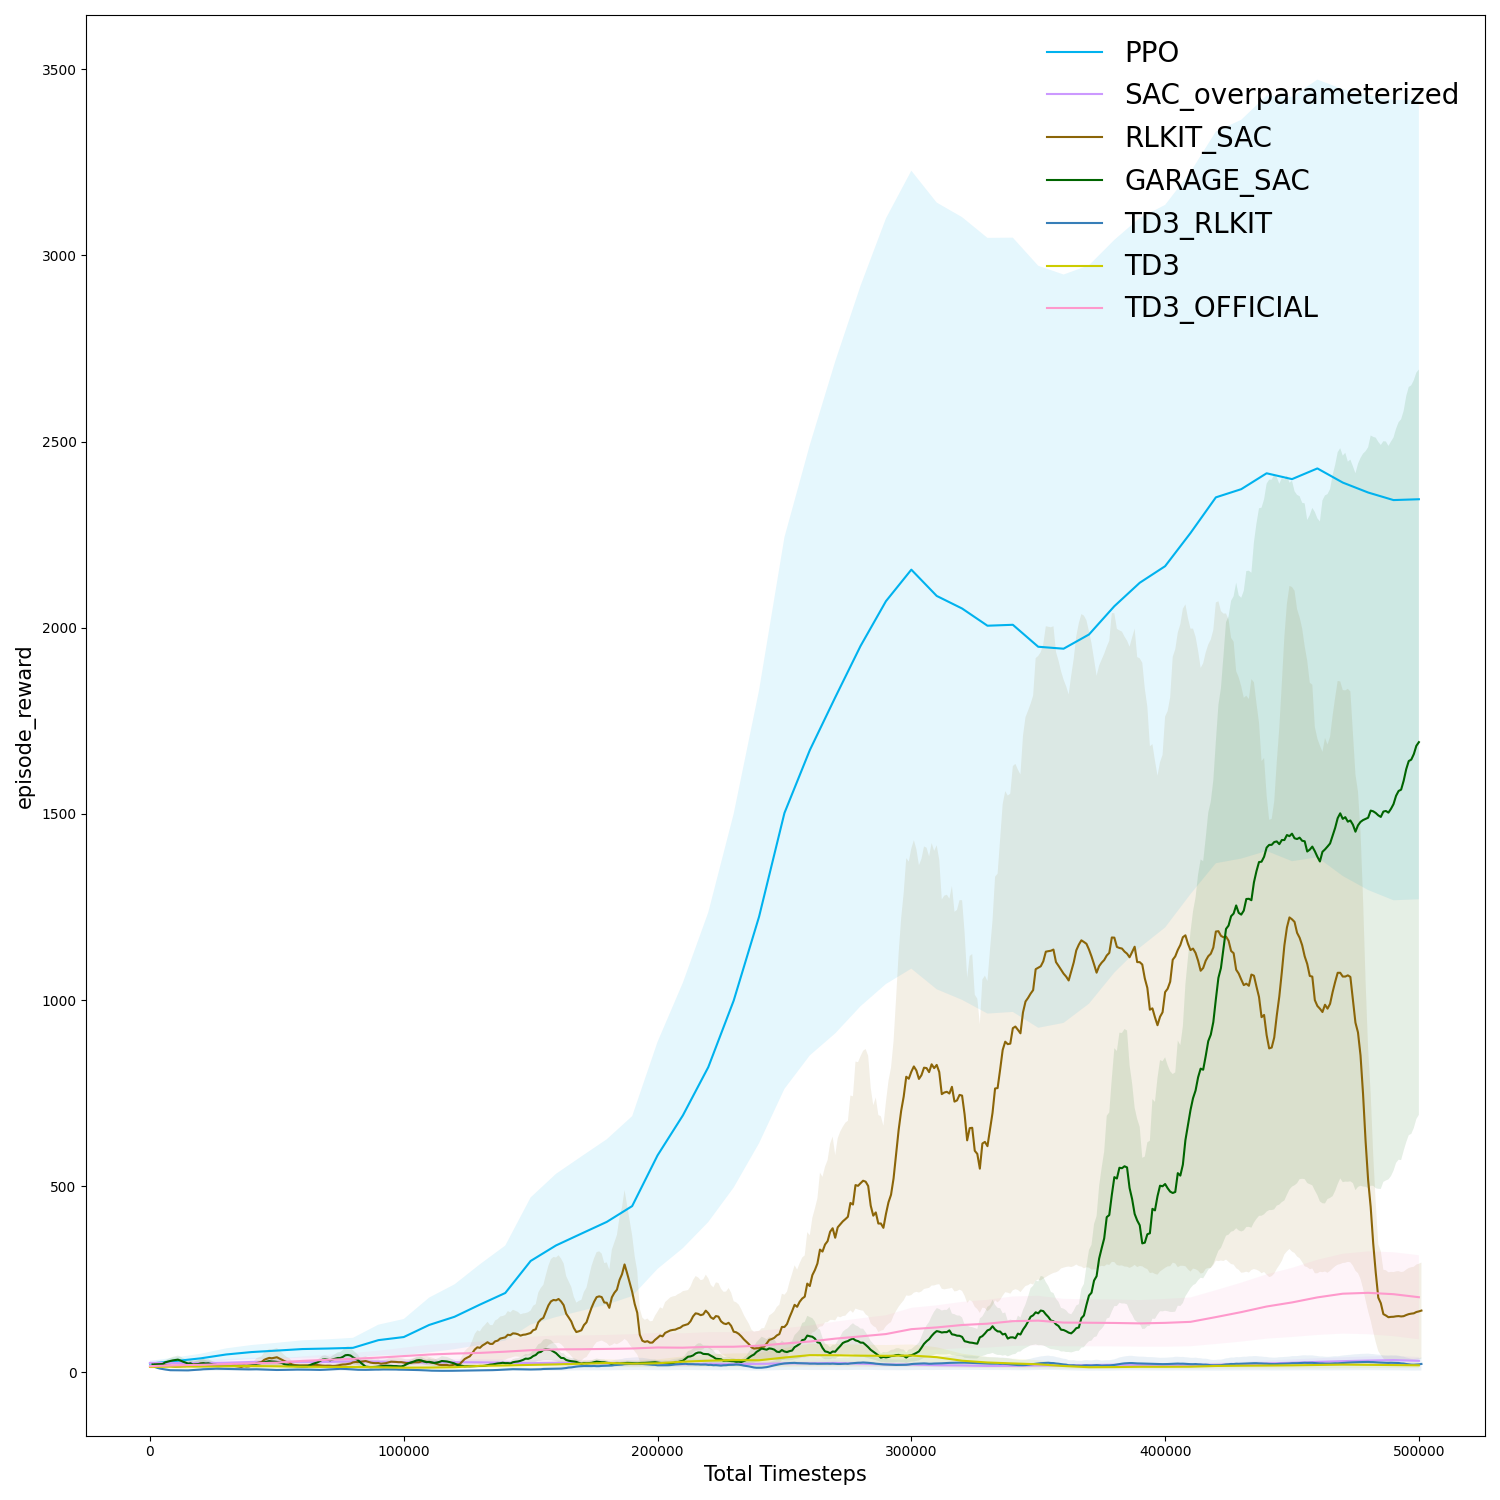 PPO
SAC_overparameterized
RLKIT_SAC
GARAGE_SAC
TD3_RLKIT
TD3
TD3_OFFICIAL
3500
3000
2500
2000
1500
1000
500
0
episode_reward
0 100000 200000 300000 400000 500000
Total Timesteps